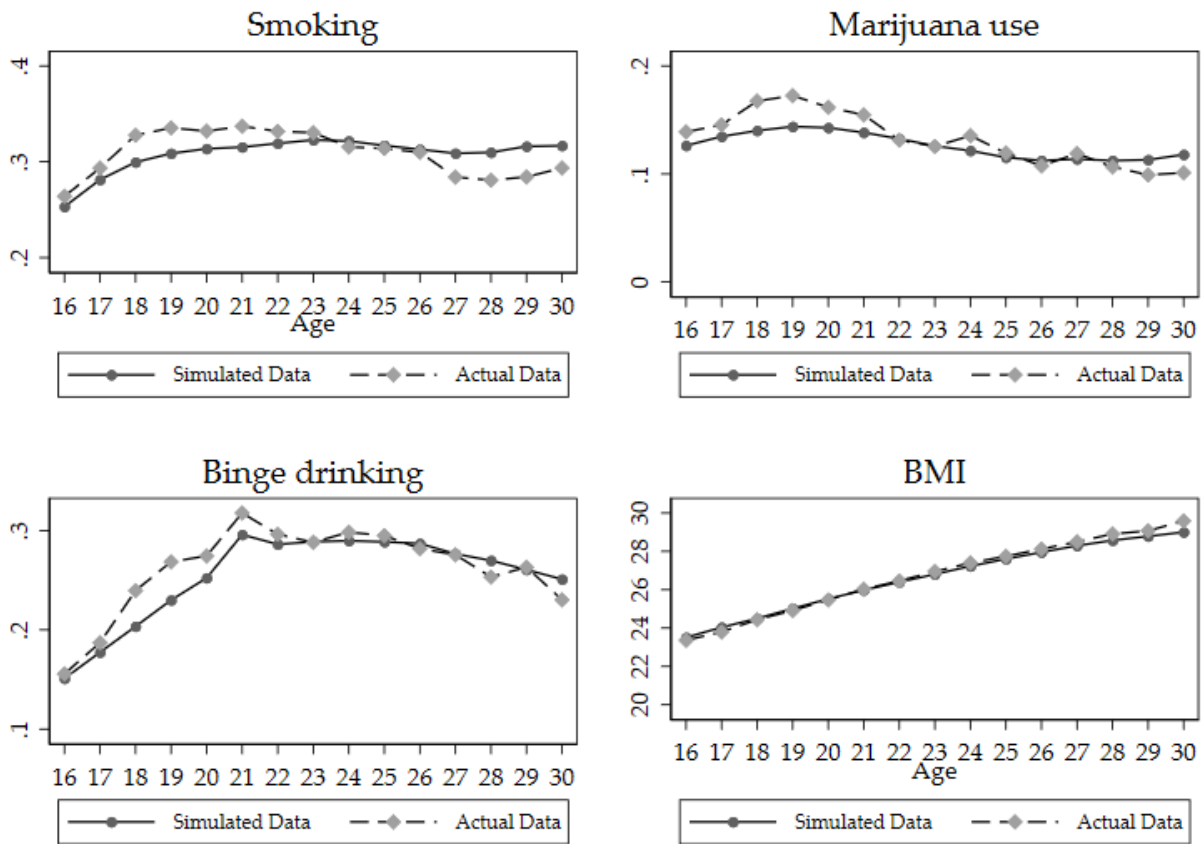 Smoking
.4
.3
.2
16 17 18 19 20 21 22 23 24 25 26 27 28 29 30
Age
Simulated Data
Actual Data
Marijuana use
.2
.1
0
16 17 18 19 20 21 22 23 24 25 26 27 28 29 30
Simulated Data
Actual Data
Binge drinking
.3
.2
.1
16 17 18 19 20 21 22 23 24 25 26 27 28 29 30
Simulated Data
Actual Data
BMI
30
28
26
24
22
20
16 17 18 19 20 21 22 23 24 25 26 27 28 29 30
Age
Simulated Data
Actual Data